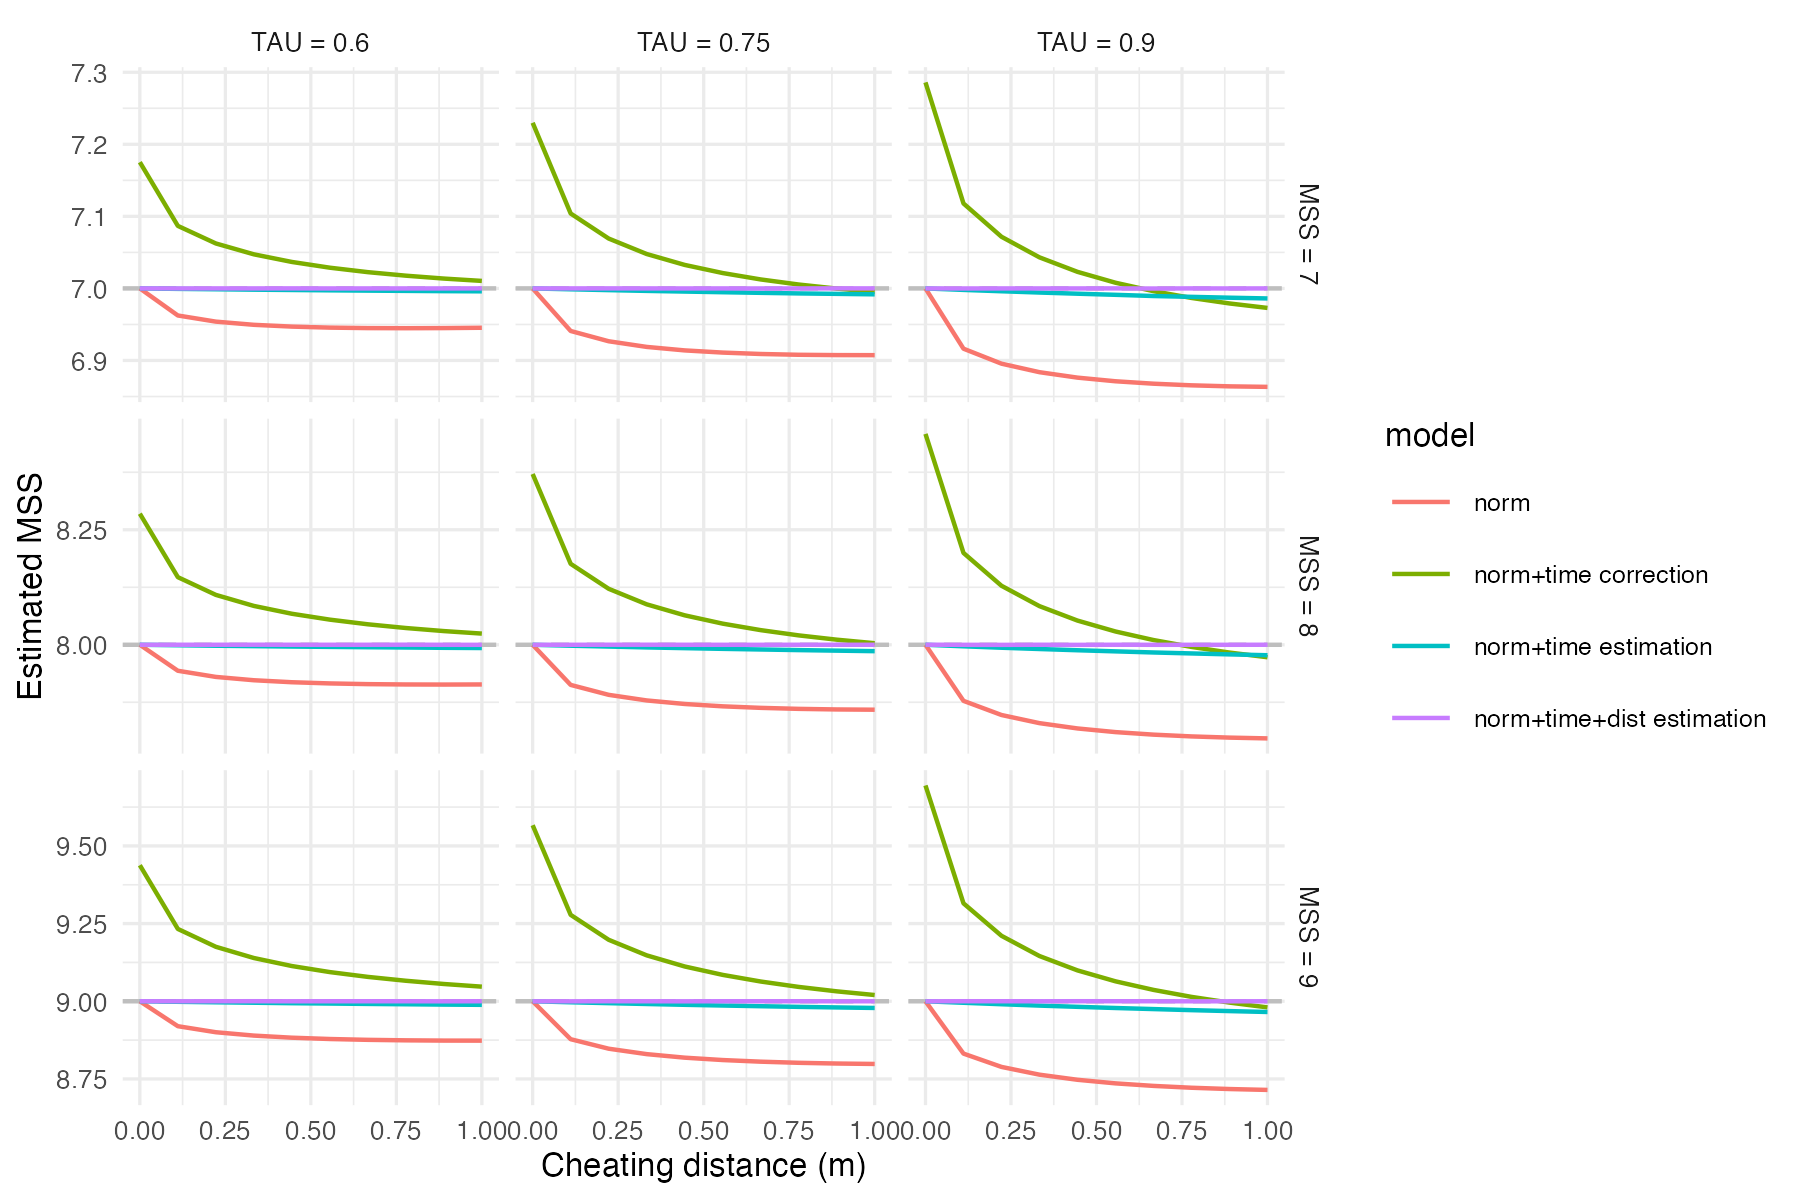 TAU = 0.6 TAU = 0.75 TAU = 0.9
7.3
7.2
7.1
7.0
6.9
MSS = 7
8.25
8.00
MSS = 8
9.50
9.25
9.00
8.75
MSS = 9
Estimated MSS
0.00 0.25 0.50 0.75 1.00 0.00 0.25 0.50 0.75 1.00 0.00 0.25 0.50 0.75 1.00
Cheating distance (m)
model
norm
norm+time correction
norm+time estimation
norm+time+dist estimation